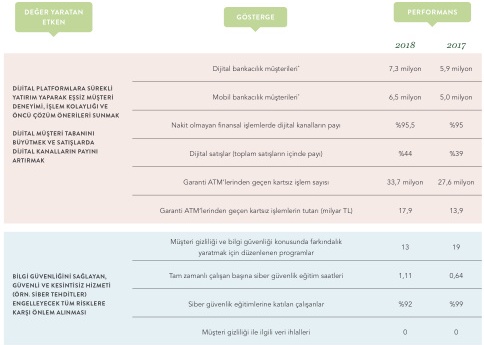 DEĞER YARATAN
ETKEN
GÖSTERGE
PERFORMANS
2018 2017
DİJİTAL PLATFORMLARA SÜREKLİ
YATIRIM YAPARAK EŞSİZ MÜŞTERİ
DENEYİMİ, İŞLEM KOLAYLIĞI VE
ÖNCÜ ÇÖZÜM ÖNERİLERİ SUNMAK
DİJİTAL MÜŞTERİ TABANINI
BÜYÜTMEK VE SATIŞLARDA
DİJİTAL KANALLARIN PAYINI
ARTIRMAK
Dijital bankacılık müşterileri* 7,3 milyon 5,9 milyon
Mobil bankacılık müşterileri* 6,5 milyon 5,0 milyon
Nakit olmayan finansal işlemlerde dijital kanalların payı %95,5 %95
Dijital satışlar (toplam satışların içinde payı) %44 %39
Garanti ATM'lerinden geçen kartsız işlem sayısı 33,7 milyon 27,6 milyon
Garanti ATM'lerinden geçen kartsız işlemlerin tutarı (milyar TL) 17,9 13,9
BİLGİ GÜVENLİĞİNİ SAĞLAYAN,
GÜVENLİ VE KESİNTİSİZ HİZMETİ
(ÖRN. SİBER TEHDİTLER)
ENGELLEYECEK TÜM RİSKLERE
KARŞI ÖNLEM ALINMASI
Müşteri gizliliği ve bilgi güvenliği konusunda farkındalık
yaratmak için düzenlenen programlar 13 19
Tam zamanlı çalışan başına siber güvenlik eğitim saatleri 1,11 0,64
Siber güvenlik eğitimlerine katılan çalışanlar %92 %99
Müşteri gizliliği ile ilgili veri ihlalleri 0 0